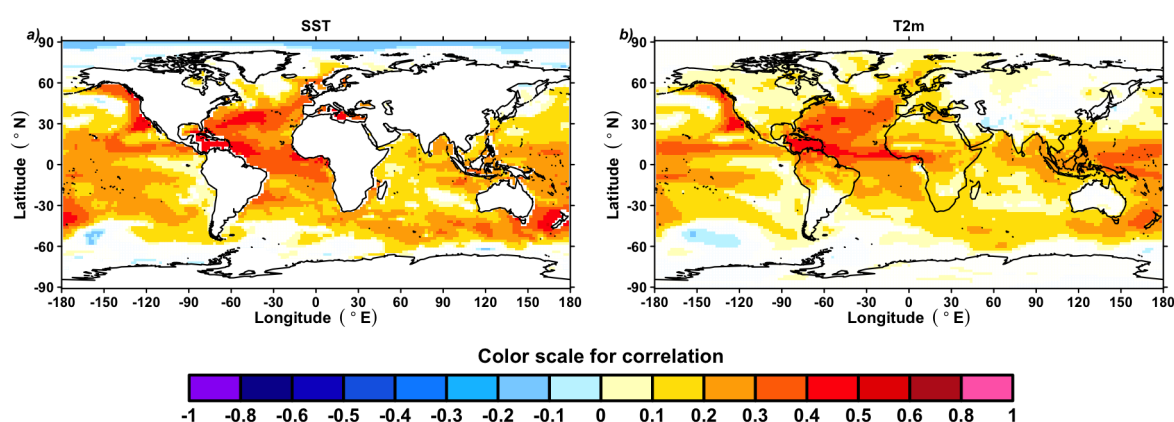 SST
T2m
a)
b)
90
60
30
0
-30
-60
-90
Latitude (°N)
-180 -150 -120 -90 -60 -30 0 30 60 90 120 150 180
Longitude (°E)
90
60
30
0
-30
-60
-90
Latitude (°N)
-180 -150 -120 -90 -60 -30 0 30 60 90 120 150 180
Longitude (°E)
Color scale for correlation
-1 -0.8 -0.6 -0.5 -0.4 -0.3 -0.2 -0.1 0 0.1 0.2 0.3 0.4 0.5 0.6 0.8 1